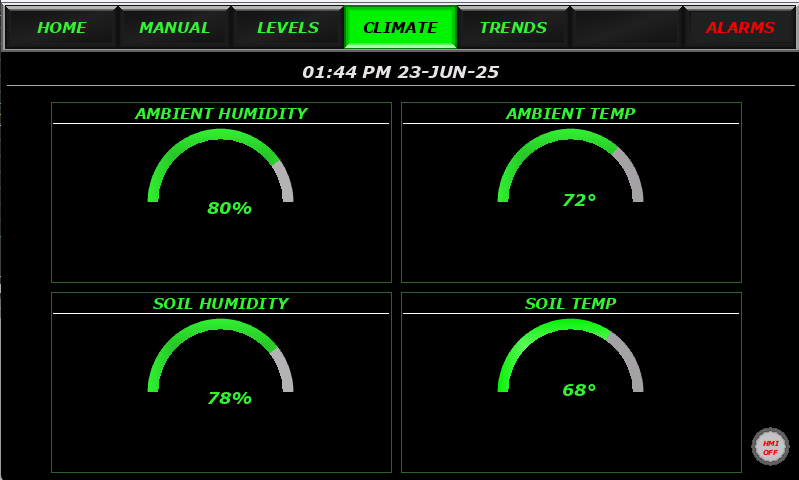 HOME MANUAL LEVELS CLIMATE TRENDS ALARMS
01:44 PM 23-JUN-25
AMBIENT HUMIDITY
80%
AMBIENT TEMP
72°
SOIL HUMIDITY
78%
SOIL TEMP
68°
HMI
OFF